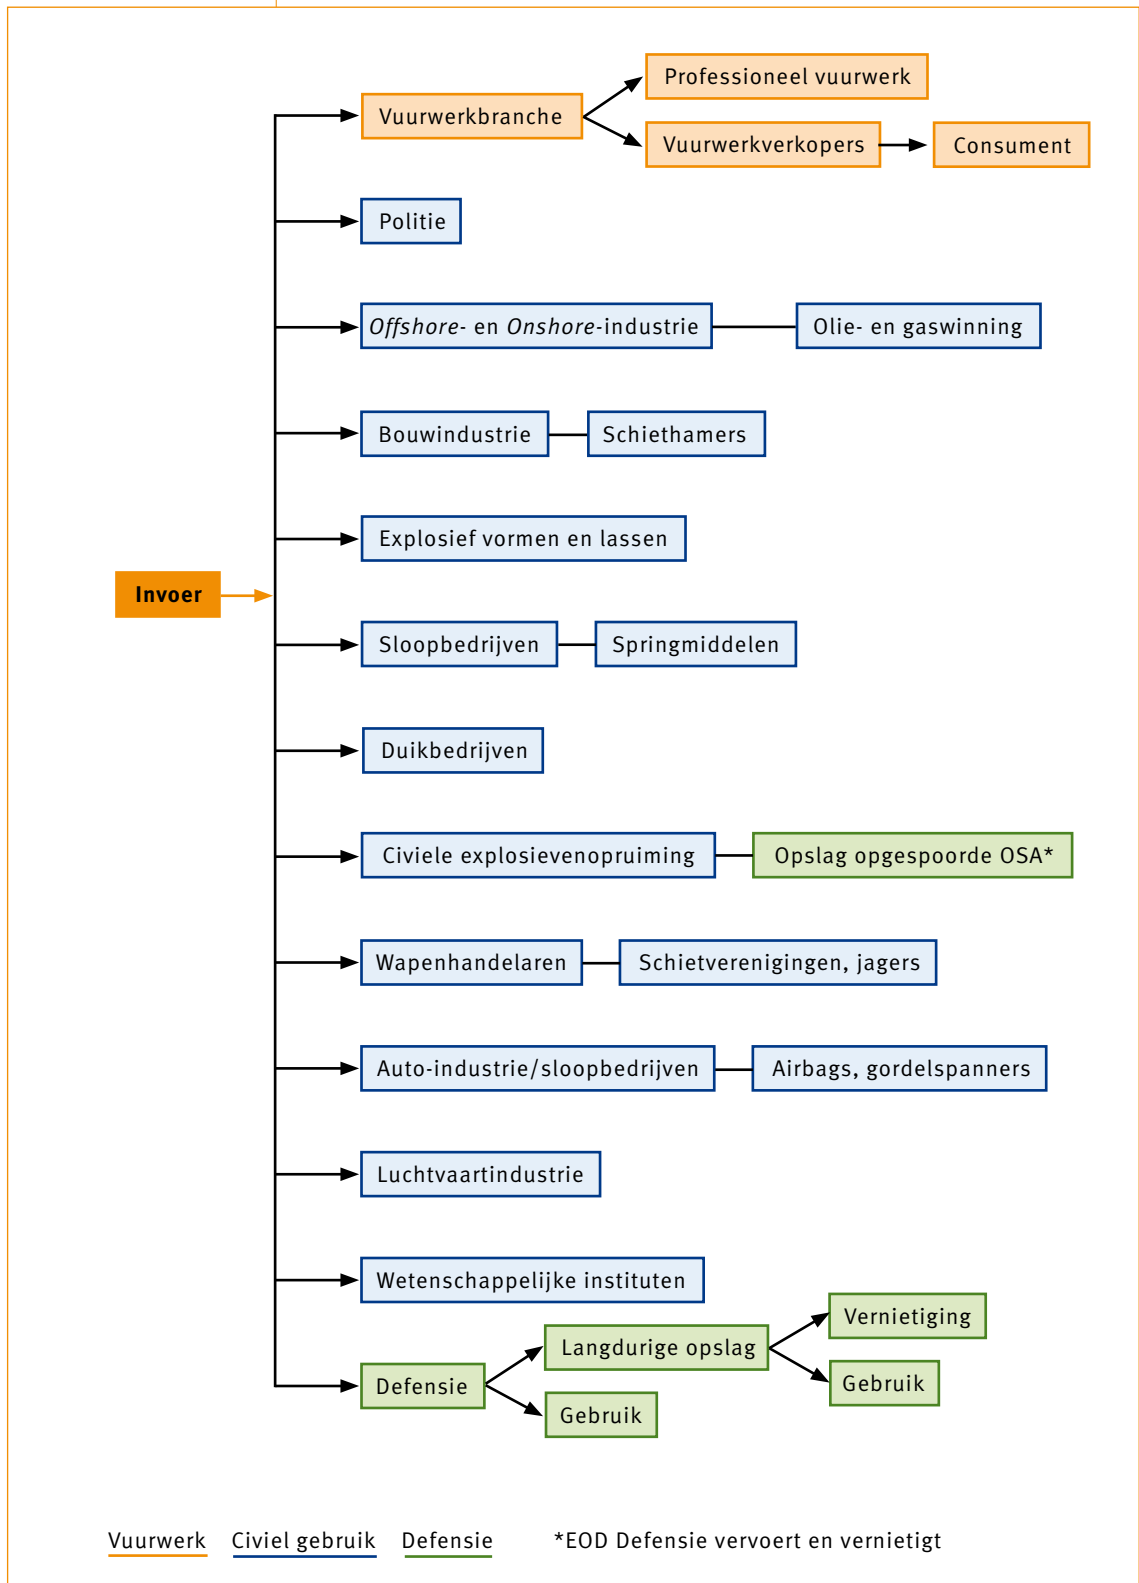 Professioneel vuurwerk
Vuurwerkbranche
Vuurwerkverkopers
Consument
Politie
Offshore- en Onshore-industrie
Olie- en gaswinning
Bouwindustrie
Schiethamers
Explosief vormen en lassen
Invoer
Sloopbedrijven
Springmiddelen
Duikbedrijven
Civiele explosievenopruiming
Opslag opgespoorde OSA*
Wapenhandelaren
Schietverenigingen, jagers
Auto-industrie/sloopbedrijven
Airbags, gordelspanners
Luchtvaartindustrie
Wetenschappelijke instituten
Vernietiging
Langdurige opslag
Gebruik
Defensie
Gebruik
Vuurwerk Civiel gebruik Defensie *EOD Defensie vervoert en vernietigt